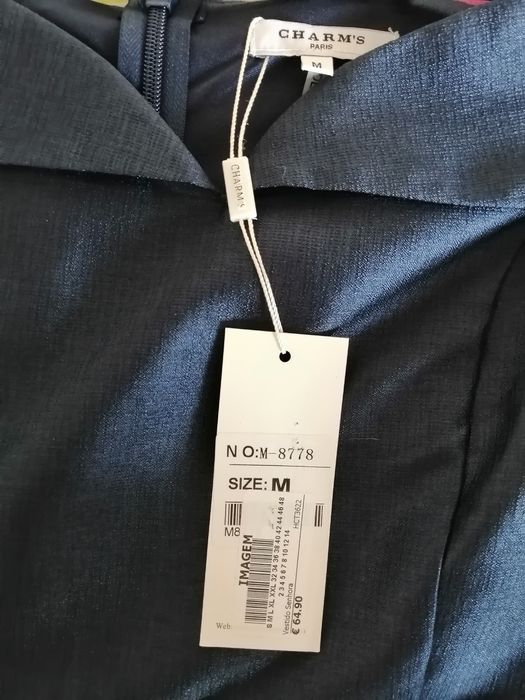 CHARM'S
PARIS
M
CHARM'S
NO:M-8778
SIZE: M
M8
IMAGEM
S M L XL XXL 32 34 36 38 40 42 44 46 48
2 3 4 5 6 7 8 10 12 14
HCT3622
Vestido Senhora
€ 64.90
Web: